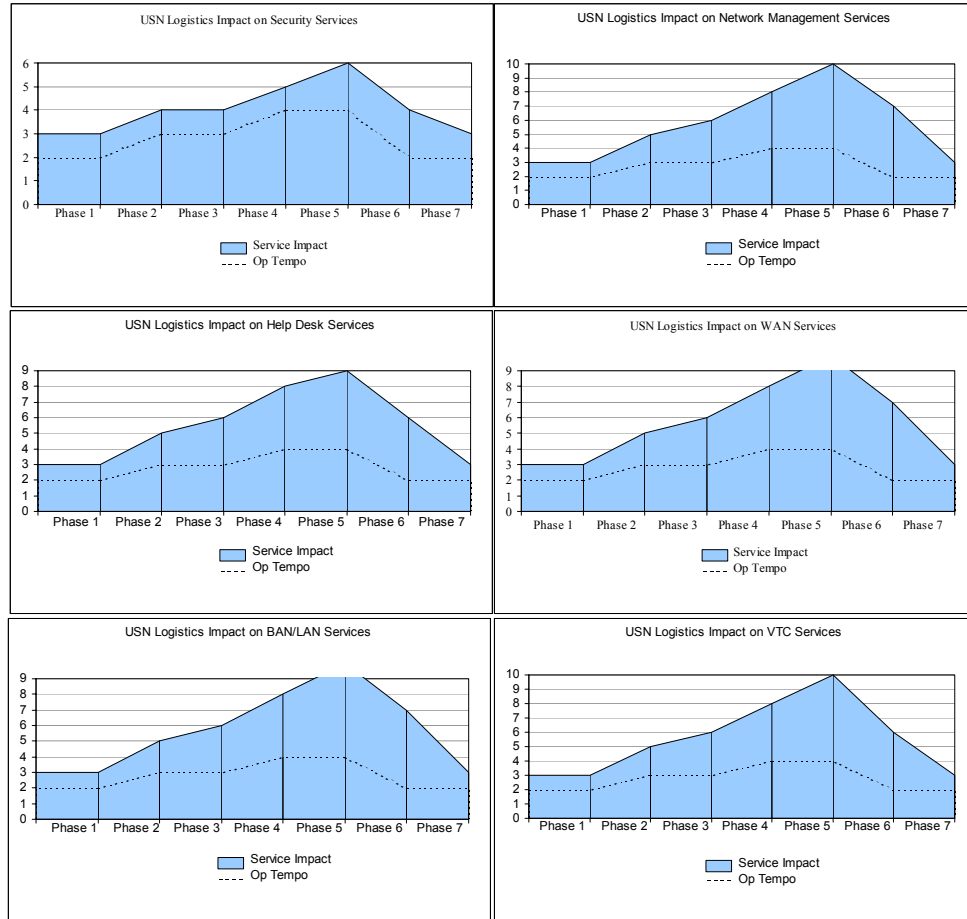 USN Logistics Impact on Security Services
6
5
4
3
2
1
0
Phase 1 Phase 2 Phase 3 Phase 4 Phase 5 Phase 6 Phase 7
Service Impact
Op Tempo
USN Logistics Impact on Network Management Services
10
9
8
7
6
5
4
3
2
1
0
Phase 1 Phase 2 Phase 3 Phase 4 Phase 5 Phase 6 Phase 7
Service Impact
Op Tempo
USN Logistics Impact on Help Desk Services
9
8
7
6
5
4
3
2
1
0
Phase 1 Phase 2 Phase 3 Phase 4 Phase 5 Phase 6 Phase 7
Service Impact
Op Tempo
USN Logistics Impact on WAN Services
9
8
7
6
5
4
3
2
1
0
Phase 1 Phase 2 Phase 3 Phase 4 Phase 5 Phase 6 Phase 7
Service Impact
Op Tempo
USN Logistics Impact on BAN/LAN Services
9
8
7
6
5
4
3
2
1
0
Phase 1 Phase 2 Phase 3 Phase 4 Phase 5 Phase 6 Phase 7
Service Impact
Op Tempo
USN Logistics Impact on VTC Services
10
9
8
7
6
5
4
3
2
1
0
Phase 1 Phase 2 Phase 3 Phase 4 Phase 5 Phase 6 Phase 7
Service Impact
Op Tempo